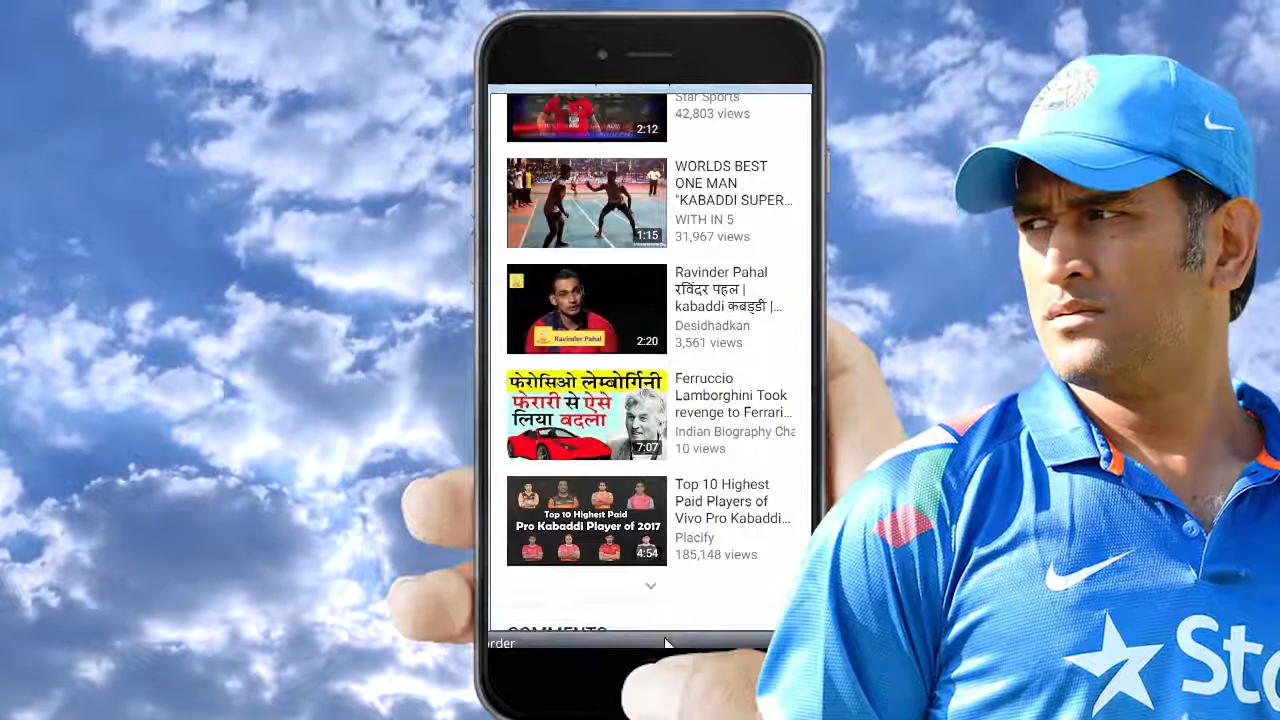 Star Sports
42,803 views
2:12
WORLDS BEST
ONE MAN
"KABADDI SUPER...
WITH IN 5
31,967 views
1:15
Ravinder Pahal |
रविंद्र पहल |
kabaddi कबड्डी |...
Desidhadkan
3,561 views
Ravinder Pahal
2:20
फेरोसिओ लेम्बोर्गिनी
फेरारी से ऐसे
लिया बदला
7:07
Ferruccio
Lamborghini Took
revenge to Ferrari...
Indian Biography Cha
10 views
Top 10 Highest Paid
Pro Kabaddi Player of 2017
4:54
Top 10 Highest
Paid Players of
Vivo Pro Kabaddi...
Placify
185,148 views
COMMENTS
order
Sta